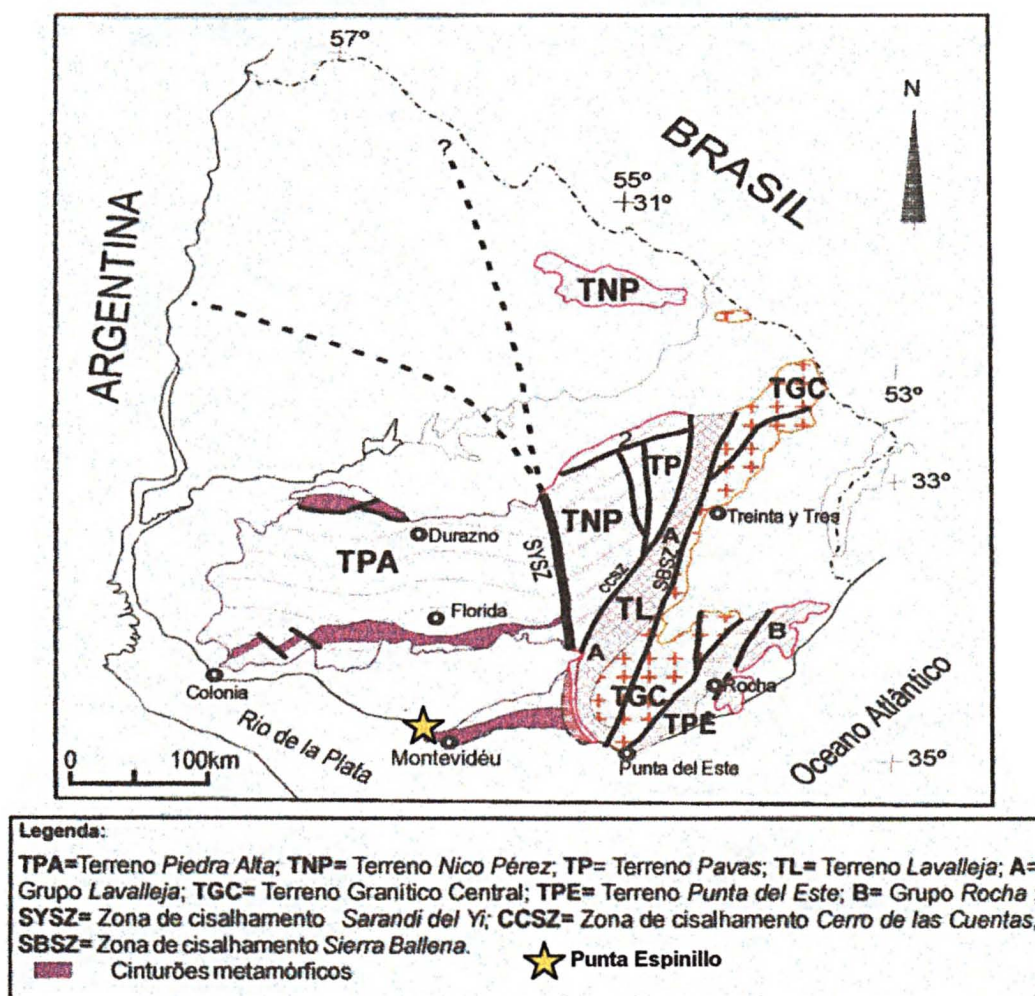 57º
N
ARGENTINA
BRASIL
?
55º
31º
TNP
TGC
53º
?
TP
33º
TNP
Treinta y Tres
Durazno
SYSZ
A
TPA
CCSZ
SBSZ
Florida
TL
B
A
Colonia
TGC
Rocha
TPE
Rio de la Plata
Montevidéu
Punta del Este
Oceano Atlântico
35º
0 100km
Legenda:
TPA=Terreno Piedra Alta; TNP= Terreno Nico Pérez; TP= Terreno Pavas; TL= Terreno Lavalleja; A=
Grupo Lavalleja; TGC= Terreno Granítico Central; TPE= Terreno Punta del Este; B= Grupo Rocha ;
SYSZ= Zona de cisalhamento Sarandi del Yi; CCSZ= Zona de cisalhamento Cerro de las Cuentas;
SBSZ= Zona de cisalhamento Sierra Ballena.
Cinturões metamórficos
Punta Espinillo